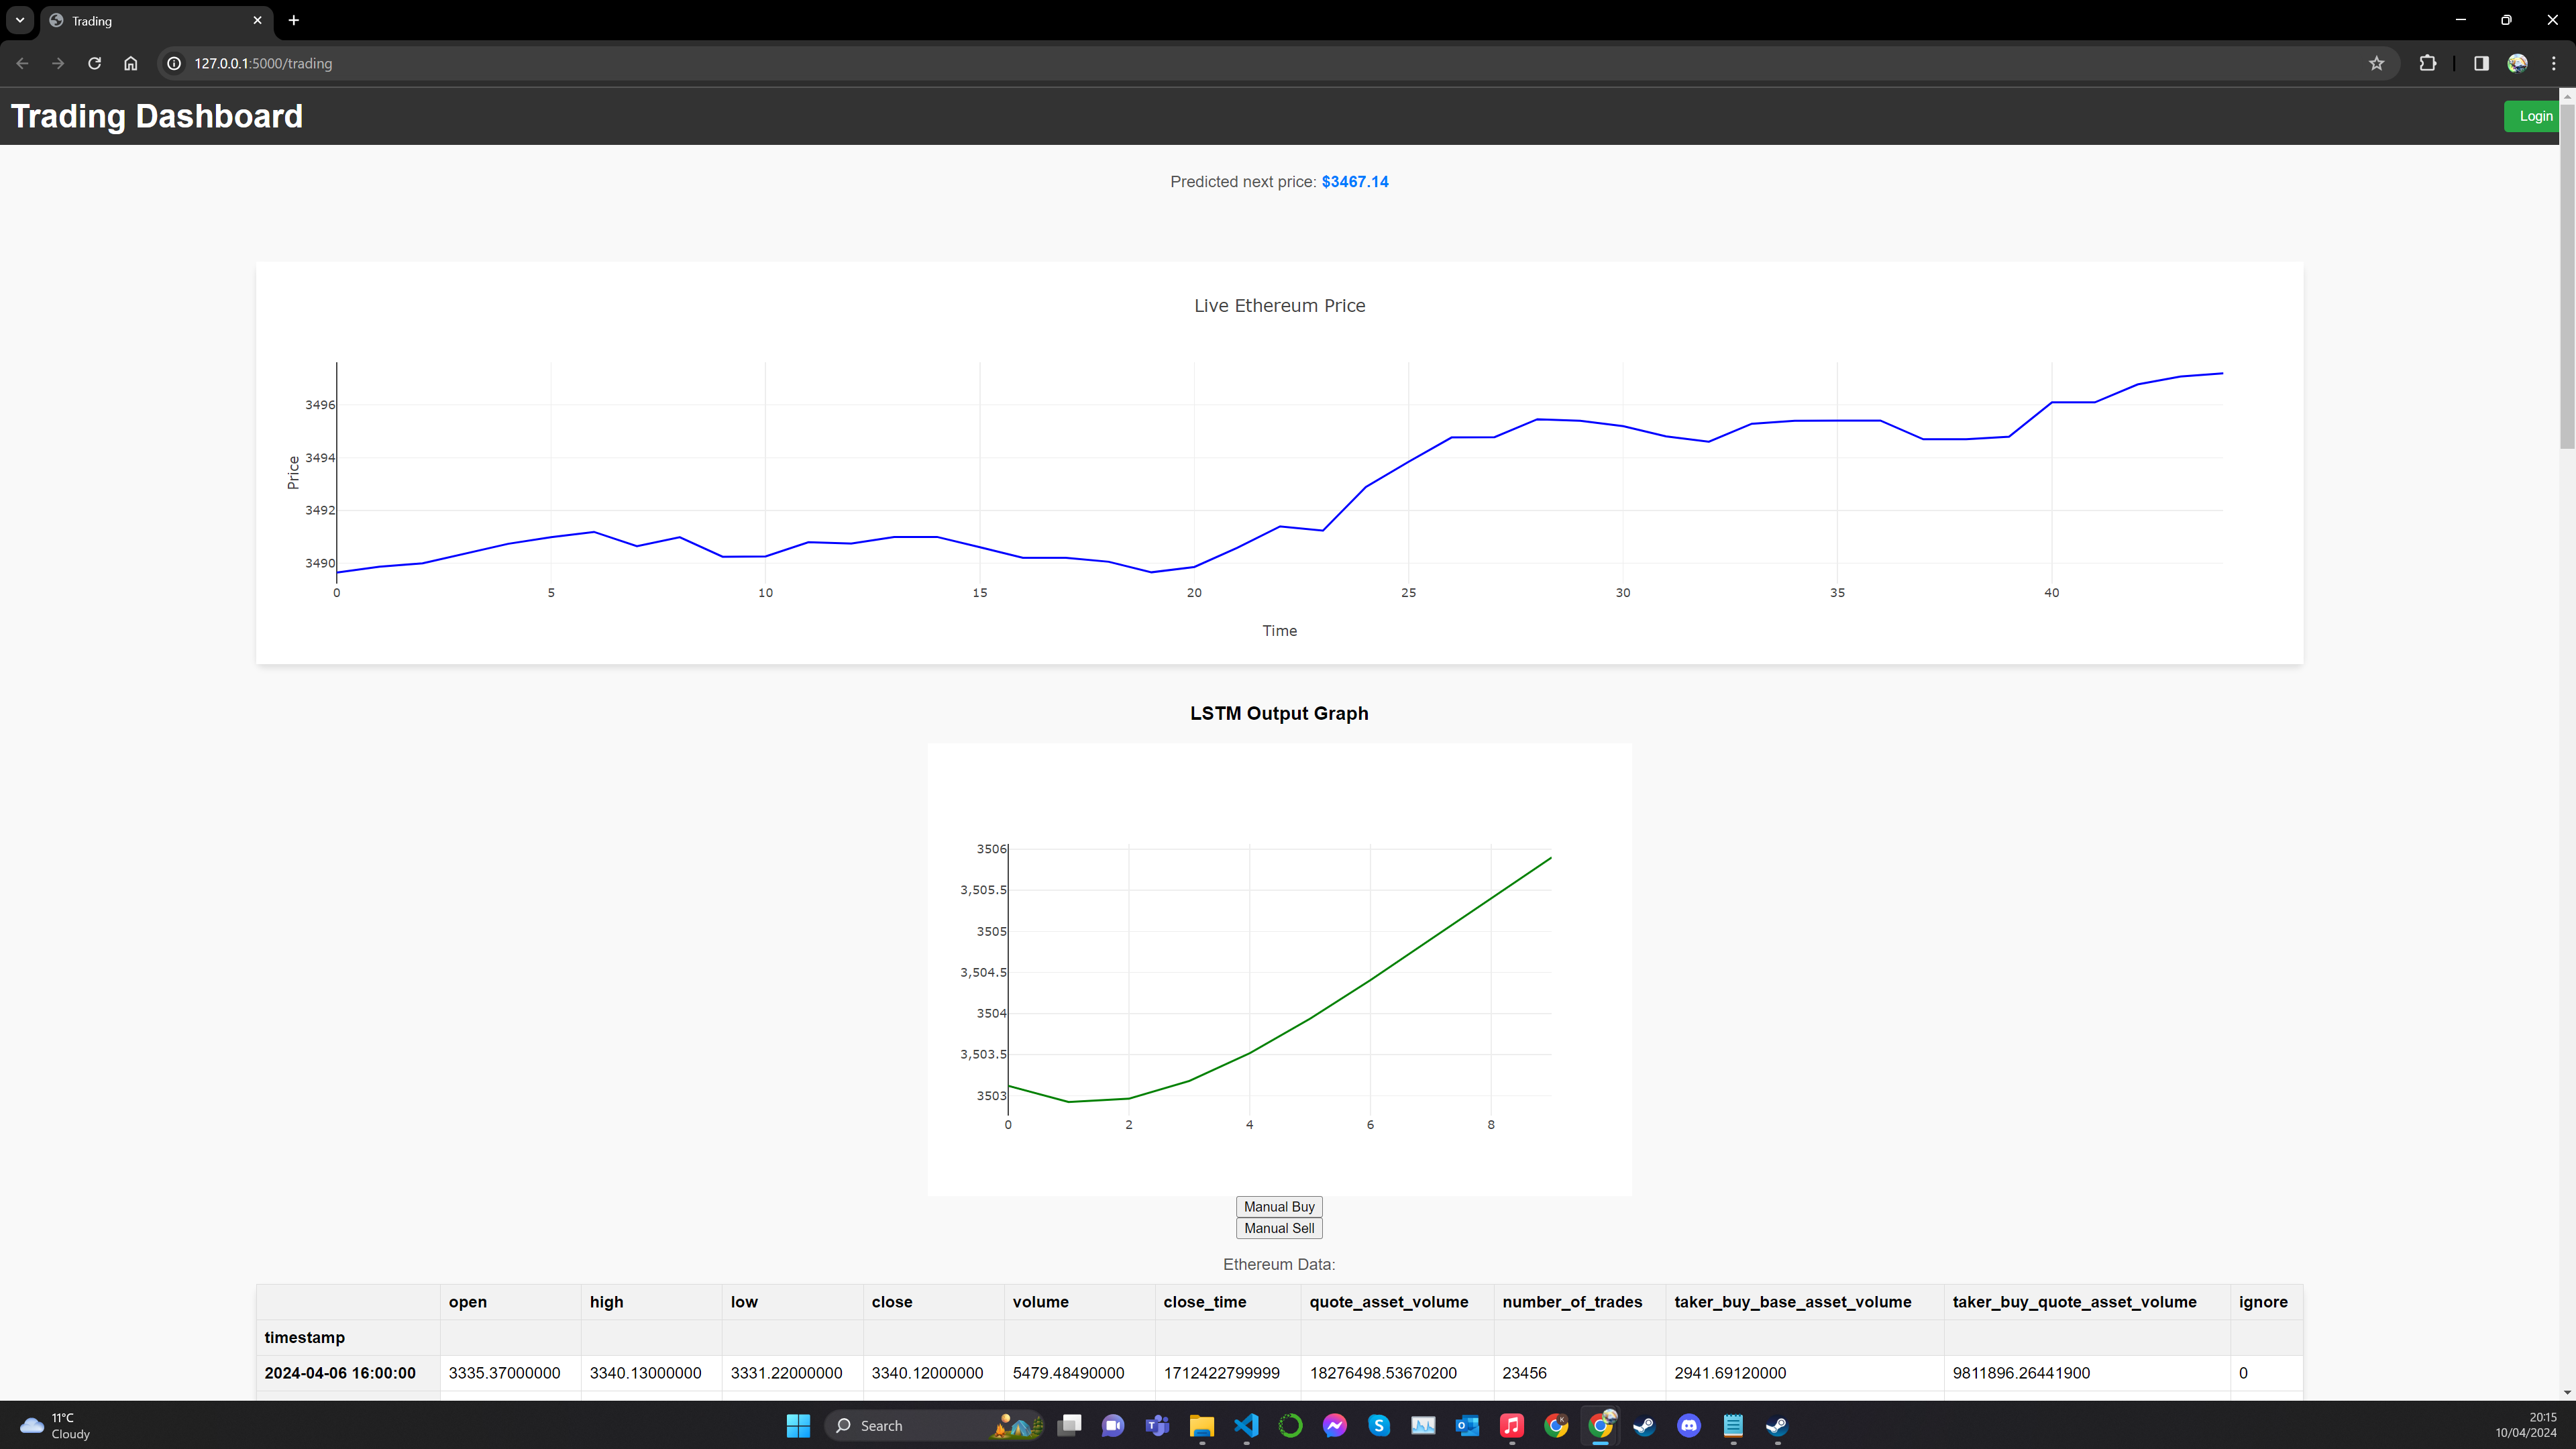 Trading
127.0.0.1:5000/trading
Trading Dashboard
Login
Predicted next price: $3467.14
Live Ethereum Price
3496
3494
3492
3490
Price
0 5 10 15 20 25 30 35 40
Time
LSTM Output Graph
3506
3,505.5
3505
3,504.5
3504
3,503.5
3503
0 2 4 6 8
Manual Buy
Manual Sell
Ethereum Data:
open high low close volume close_time quote_asset_volume number_of_trades taker_buy_base_asset_volume taker_buy_quote_asset_volume ignore
timestamp
2024-04-06 16:00:00 3335.37000000 3340.13000000 3331.22000000 3340.12000000 5479.48490000 1712422799999 18276498.53670200 23456 2941.69120000 9811896.26441900 0
11°C
Cloudy
Search
20:15
10/04/2024